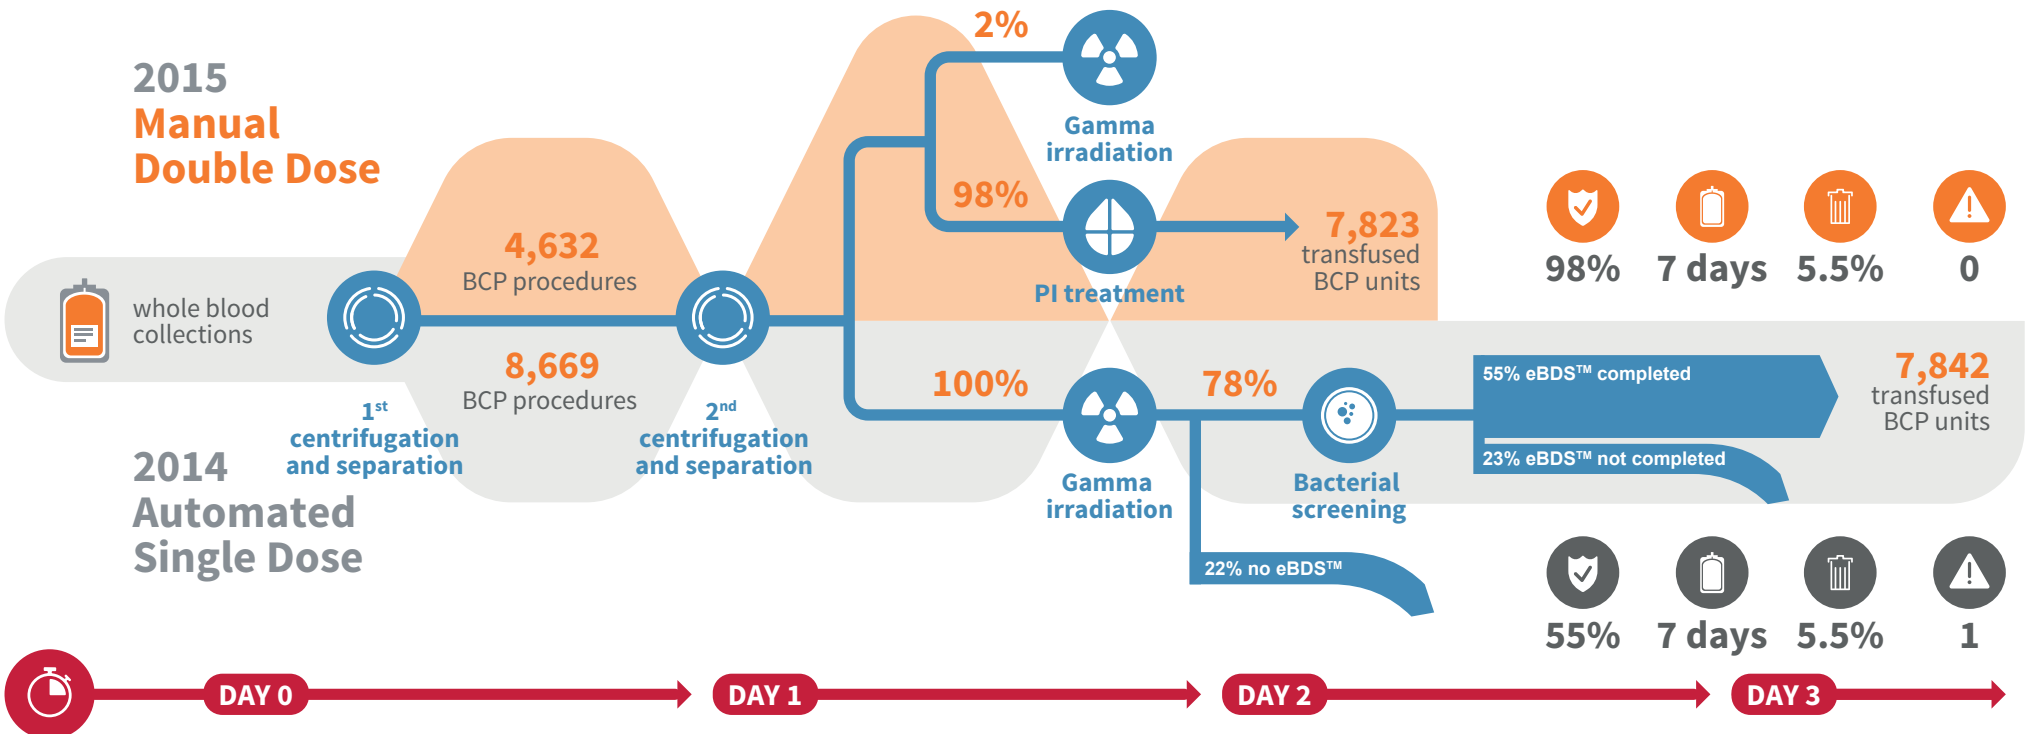 2015
Manual
Double Dose
whole blood
collections
1st
centrifugation
and separation
4,632
BCP procedures
8,669
BCP procedures
2nd
centrifugation
and separation
2%
Gamma
irradiation
98%
PI treatment
7,823
transfused
BCP units
98%
7 days
5.5%
0
2014
Automated
Single Dose
100%
Gamma
irradiation
78%
Bacterial
screening
22% no eBDS™
55% eBDS™ completed
23% eBDS™ not completed
7,842
transfused
BCP units
55%
7 days
5.5%
1
DAY 0
DAY 1
DAY 2
DAY 3